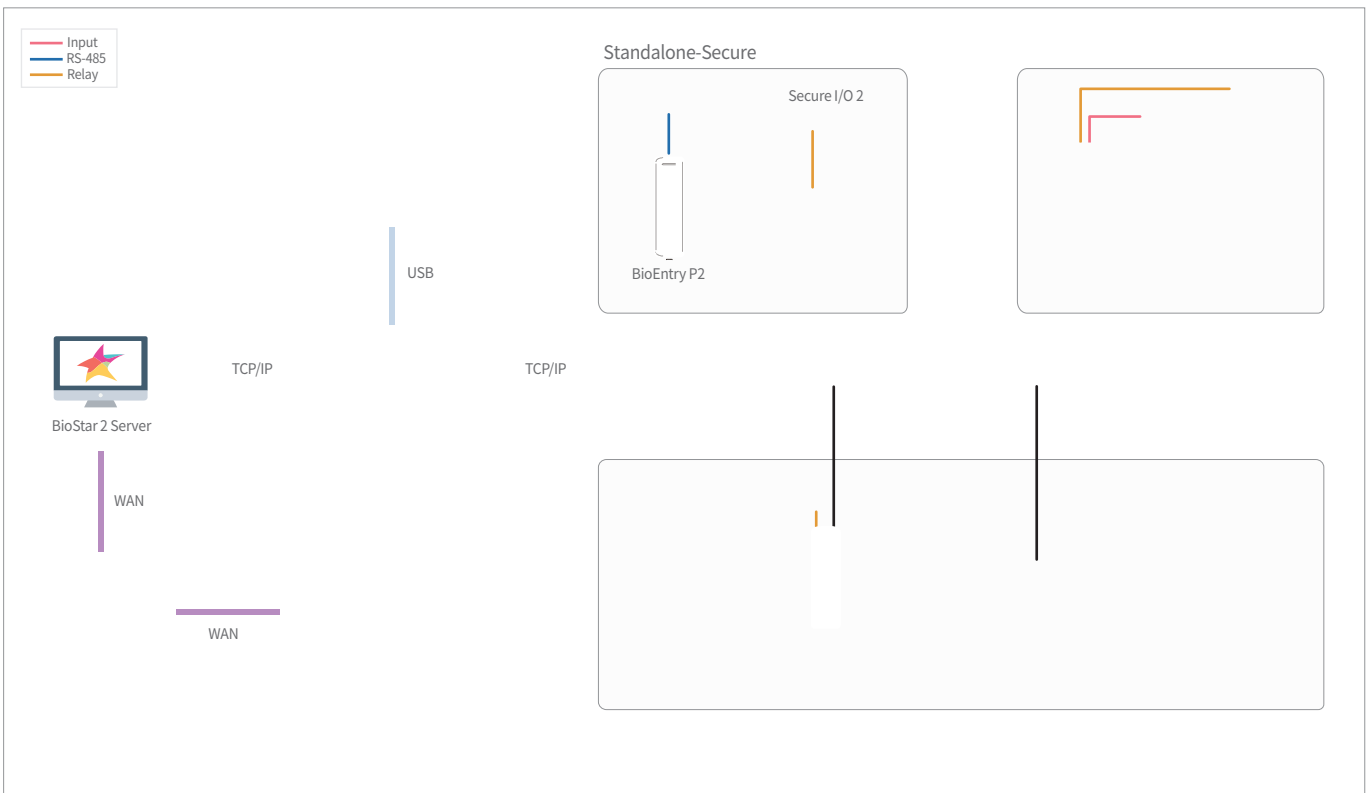 Input
RS-485
Relay
Standalone-Secure
Secure I/O 2
BioEntry P2
USB
TCP/IP
TCP/IP
BioStar 2 Server
WAN
WAN